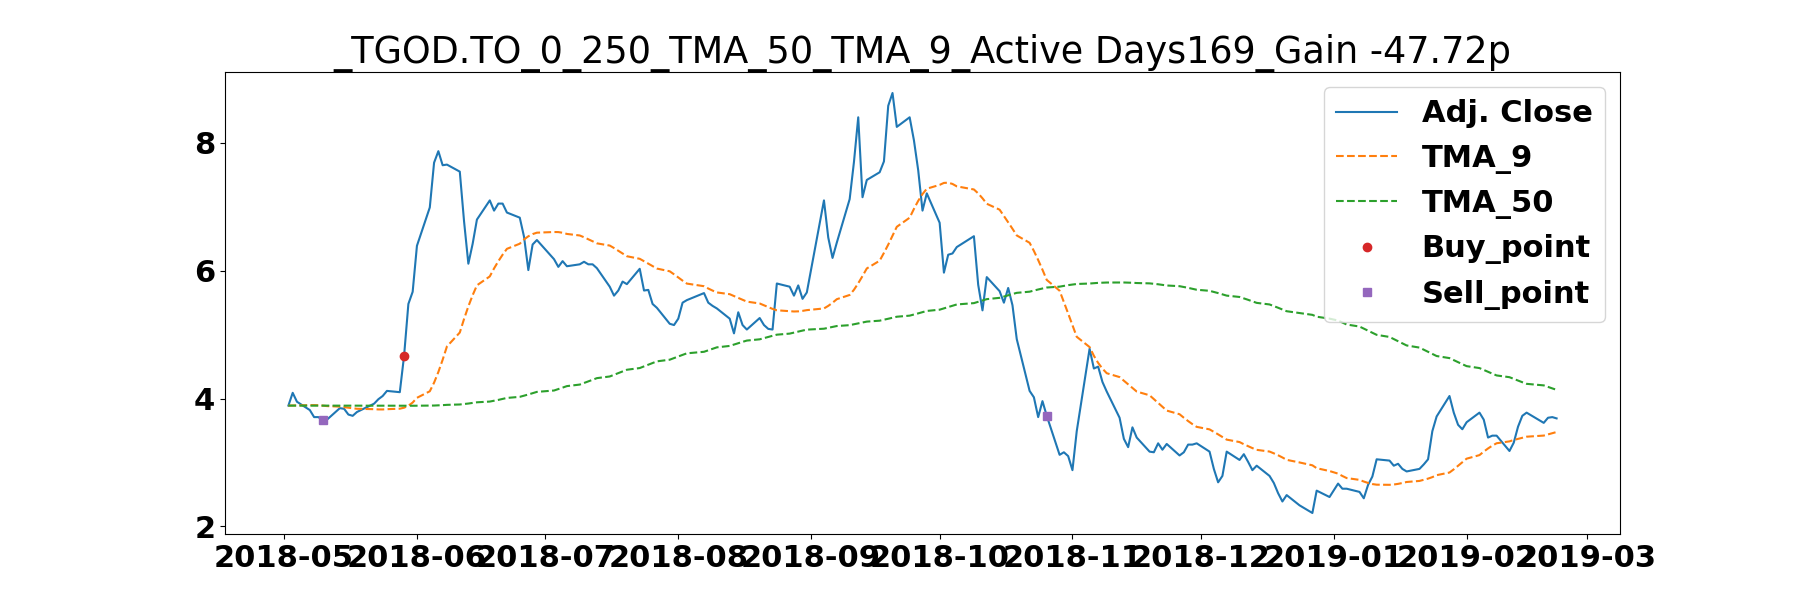 _TGOD.TO_0_250_TMA_50_TMA_9_Active Days169_Gain -47.72p
Adj. Close
TMA_9
TMA_50
Buy_point
Sell_point
8
6
4
2
2018-05 2018-06 2018-07 2018-08 2018-09 2018-10 2018-11 2018-12 2019-01 2019-02 2019-03